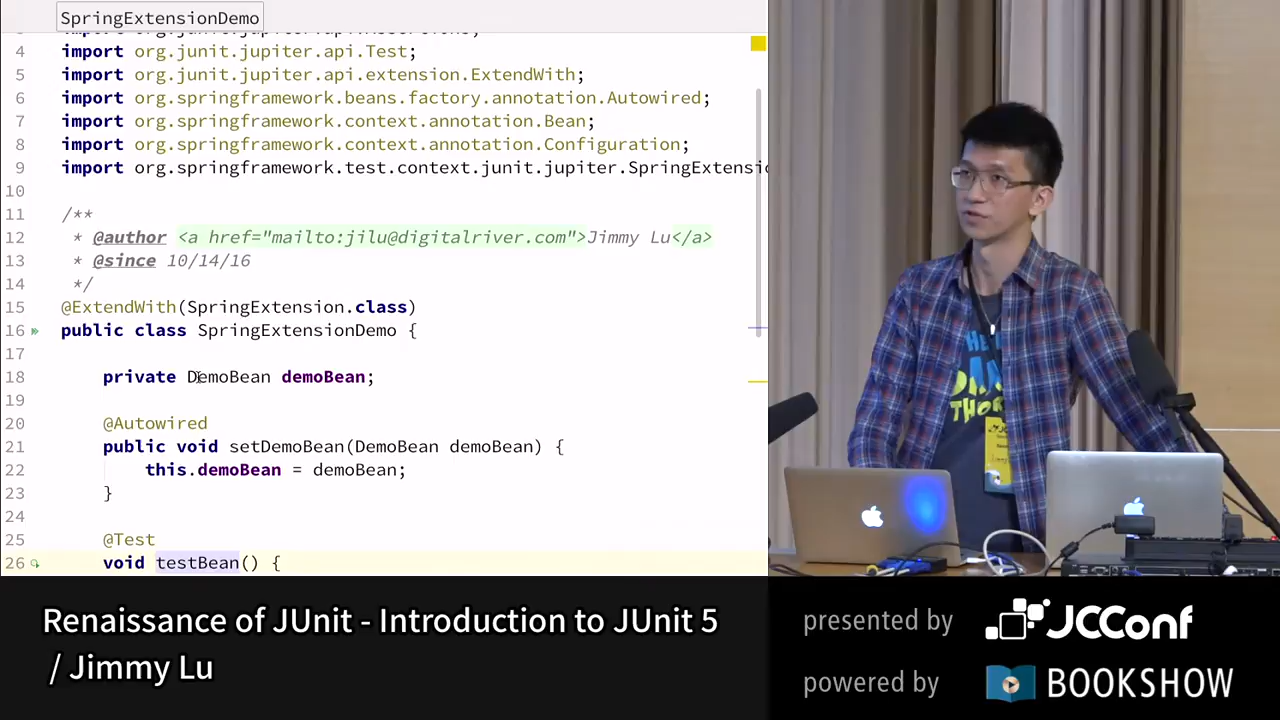 SpringExtensionDemo
4 import org.junit.jupiter.api.Test;
5 import org.junit.jupiter.api.extension.ExtendWith;
6 import org.springframework.beans.factory.annotation.Autowired;
7 import org.springframework.context.annotation.Bean;
8 import org.springframework.context.annotation.Configuration;
9 import org.springframework.test.context.junit.jupiter.SpringExtensio
10
11 /**
12 * @author <a href="mailto:jilu@digitalriver.com">Jimmy Lu</a>
13 * @since 10/14/16
14 */
15 @ExtendWith(SpringExtension.class)
16 public class SpringExtensionDemo {
17
18 private DemoBean demoBean;
19
20 @Autowired
21 public void setDemoBean(DemoBean demoBean) {
22 this.demoBean = demoBean;
23 }
24
25 @Test
26 void testBean() {
JCC
Renaissance of JUnit - Introduction to JUnit 5
/ Jimmy Lu
presented by JCConf
powered by BOOKSHOW